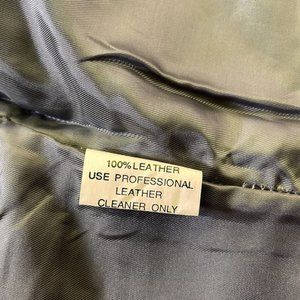 100% LEATHER
USE PROFESSIONAL
LEATHER
CLEANER ONLY